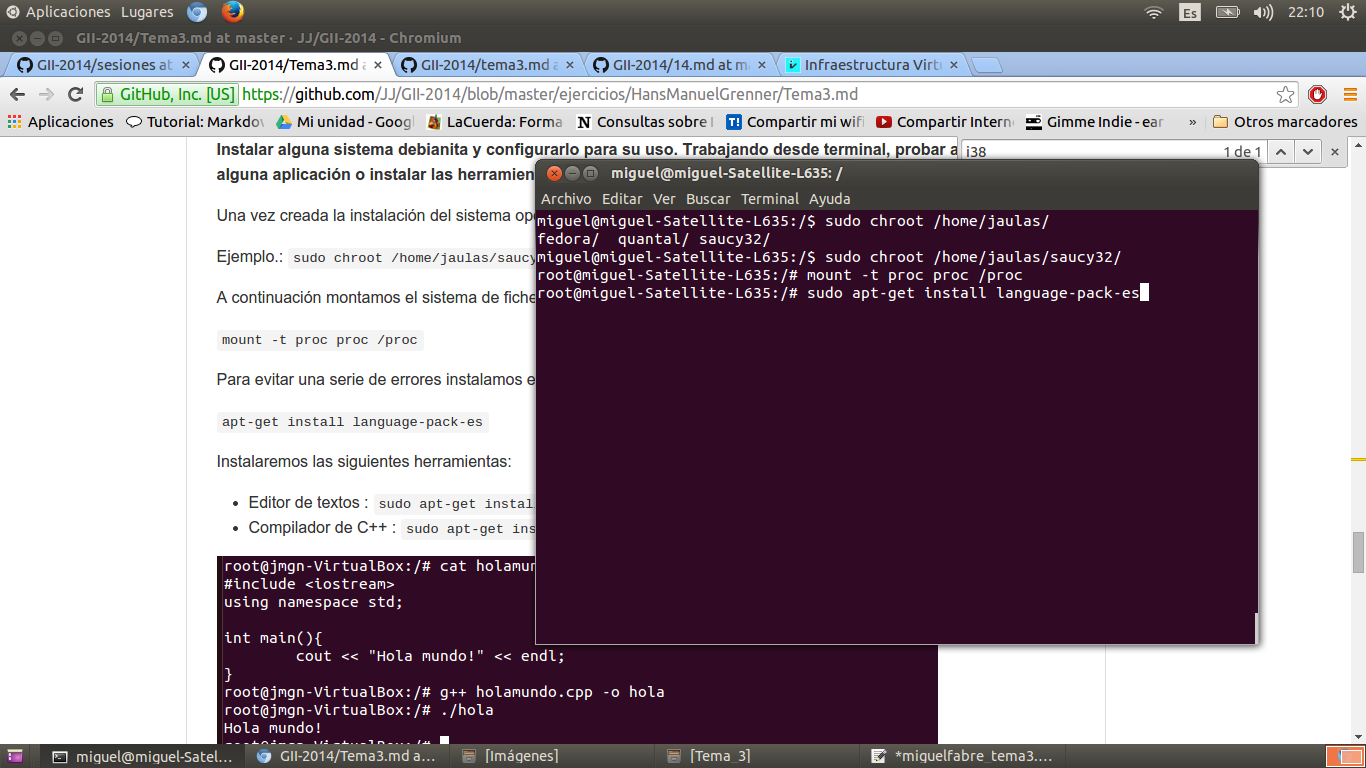 Aplicaciones Lugares Es 22:10
GII-2014/Tema3.md at master · JJ/GII-2014 - Chromium
GII-2014/sesiones at GII-2014/Tema3.md a GII-2014/tema3.md a GII-2014/14.md at m Infraestructura Virtu
GitHub, Inc. [US] https://github.com/JJ/GII-2014/blob/master/ejercicios/HansManuelGrenner/Tema3.md
Aplicaciones Tutorial: Markdov Mi unidad - Googl LaCuerda: Forma N Consultas sobre T! Compartir mi wifi Compartir Intern Gimme Indie - ear » Otros marcadores
i38 1 de 1
Instalar alguna sistema debianita y configurarlo para su uso. Trabajando desde terminal, probar a
alguna aplicación o instalar las herramien
Una vez creada la instalación del sistema op
Ejemplo.: sudo chroot /home/jaulas/saucy
A continuación montamos el sistema de fiche
mount -t proc proc /proc
Para evitar una serie de errores instalamos e
apt-get install language-pack-es
Instalaremos las siguientes herramientas:
• Editor de textos : sudo apt-get instal
• Compilador de C++ : sudo apt-get ins
root@jmgn-VirtualBox:/# cat holamun
#include <iostream>
using namespace std;
int main(){
cout << "Hola mundo!" << endl;
}
root@jmgn-VirtualBox:/# g++ holamundo.cpp -o hola
root@jmgn-VirtualBox:/# ./hola
Hola mundo!
root@jmgn-VirtualBox:/#
miguel@miguel-Satellite-L635: /
Archivo Editar Ver Buscar Terminal Ayuda
miguel@miguel-Satellite-L635:/$ sudo chroot /home/jaulas/
fedora/ quantal/ saucy32/
miguel@miguel-Satellite-L635:/$ sudo chroot /home/jaulas/saucy32/
root@miguel-Satellite-L635:/# mount -t proc proc /proc
root@miguel-Satellite-L635:/# sudo apt-get install language-pack-es
miguel@miguel-Satel... GII-2014/Tema3.md a... [Imágenes] [Tema_3] *miguelfabre_tema3....